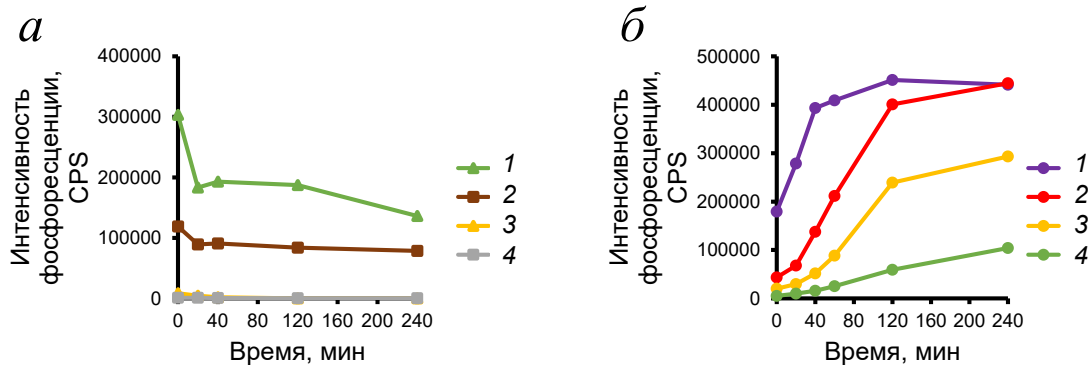 а
400000
300000
200000
100000
0
0 40 80 120 160 200 240
Интенсивность
фосфоресценции,
CPS
Время, мин
1
2
3
4
б
500000
400000
300000
200000
100000
0
0 40 80 120 160 200 240
Интенсивность
фосфоресценции,
CPS
Время, мин
1
2
3
4